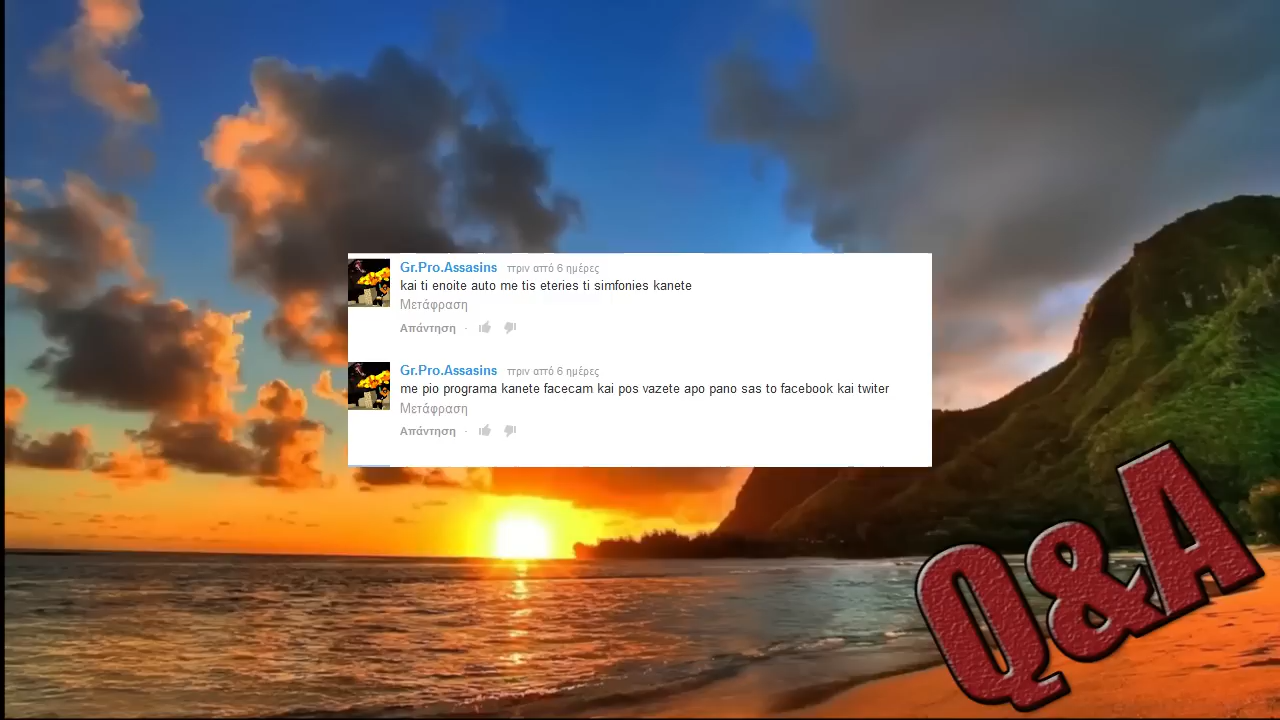 Gr.Pro.Assasins πριν από 6 ημέρες
kai ti enoite auto me tis eteries ti simfonies kanete
Μετάφραση
Απάντηση ·
Gr.Pro.Assasins πριν από 6 ημέρες
me pio programa kanete facecam kai pos vazete apo pano sas to facebook kai twiter
Μετάφραση
Απάντηση ·
Q&A